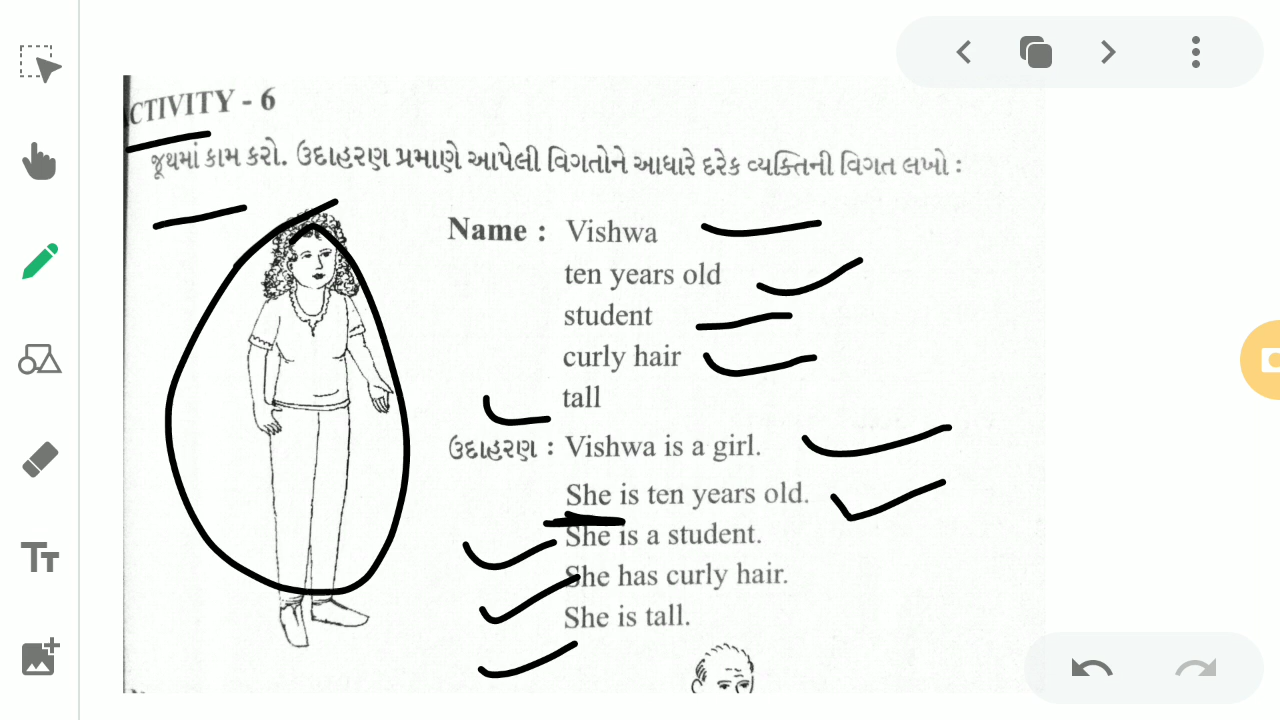 CTIVITY - 6
જૂથમાં કામ કરો. ઉદાહરણ પ્રમાણે આપેલી વિગતોને આધારે દરેક વ્યક્તિની વિગત લખો :
Name : Vishwa
ten years old
student
curly hair
tall
ઉદાહરણ : Vishwa is a girl.
She is ten years old.
She is a student.
She has curly hair.
She is tall.